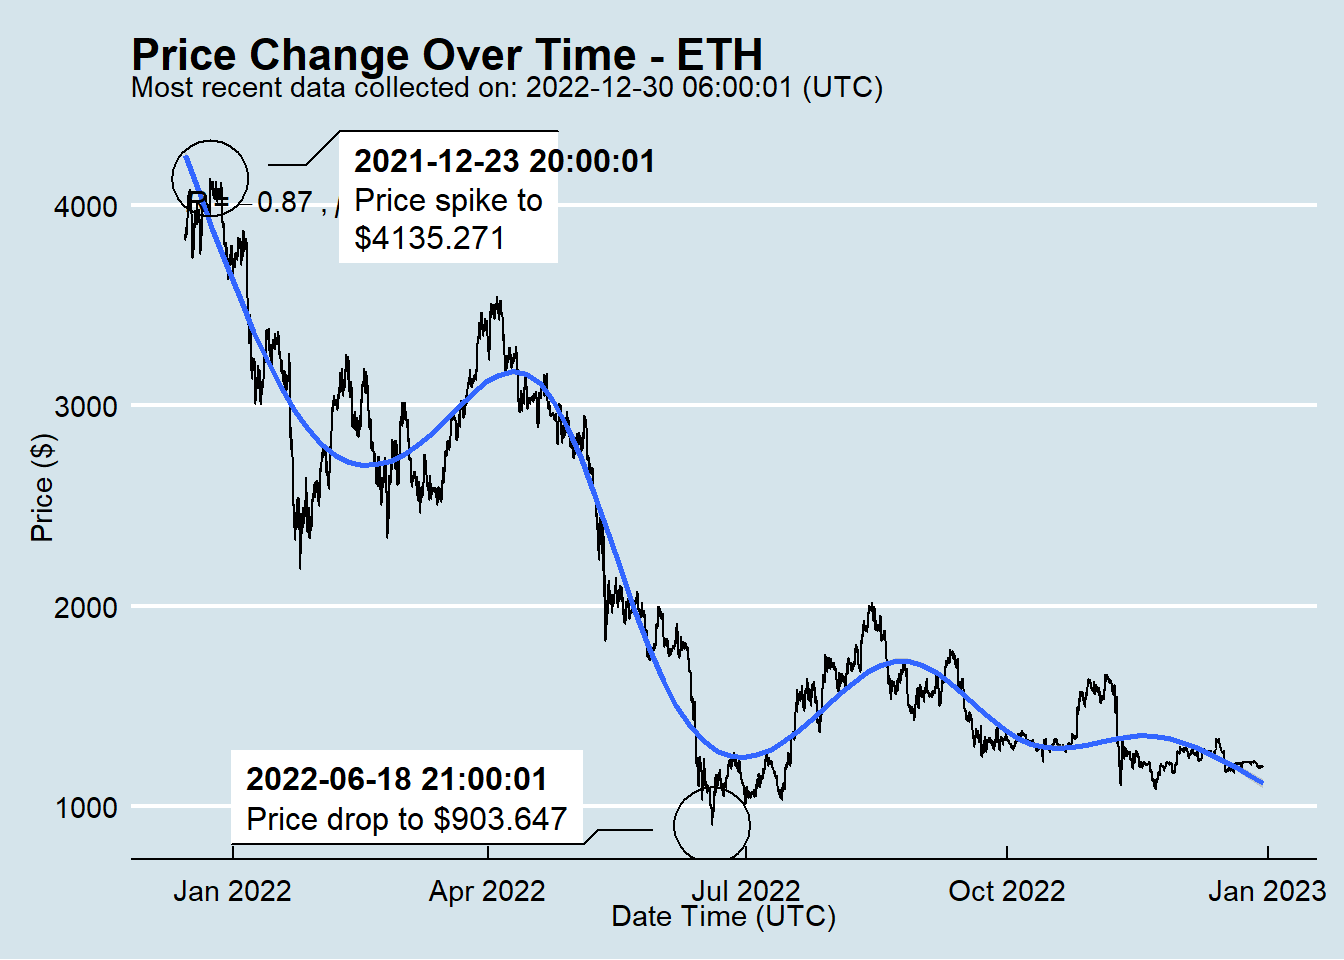 Price Change Over Time - ETH
Most recent data collected on: 2022-12-30 06:00:01 (UTC)
2021-12-23 20:00:01
Price spike to
$4135.271
R = 0.87 ,
4000
3000
2000
1000
Price ($)
2022-06-18 21:00:01
Price drop to $903.647
Jan 2022
Apr 2022
Jul 2022
Oct 2022
Jan 2023
Date Time (UTC)